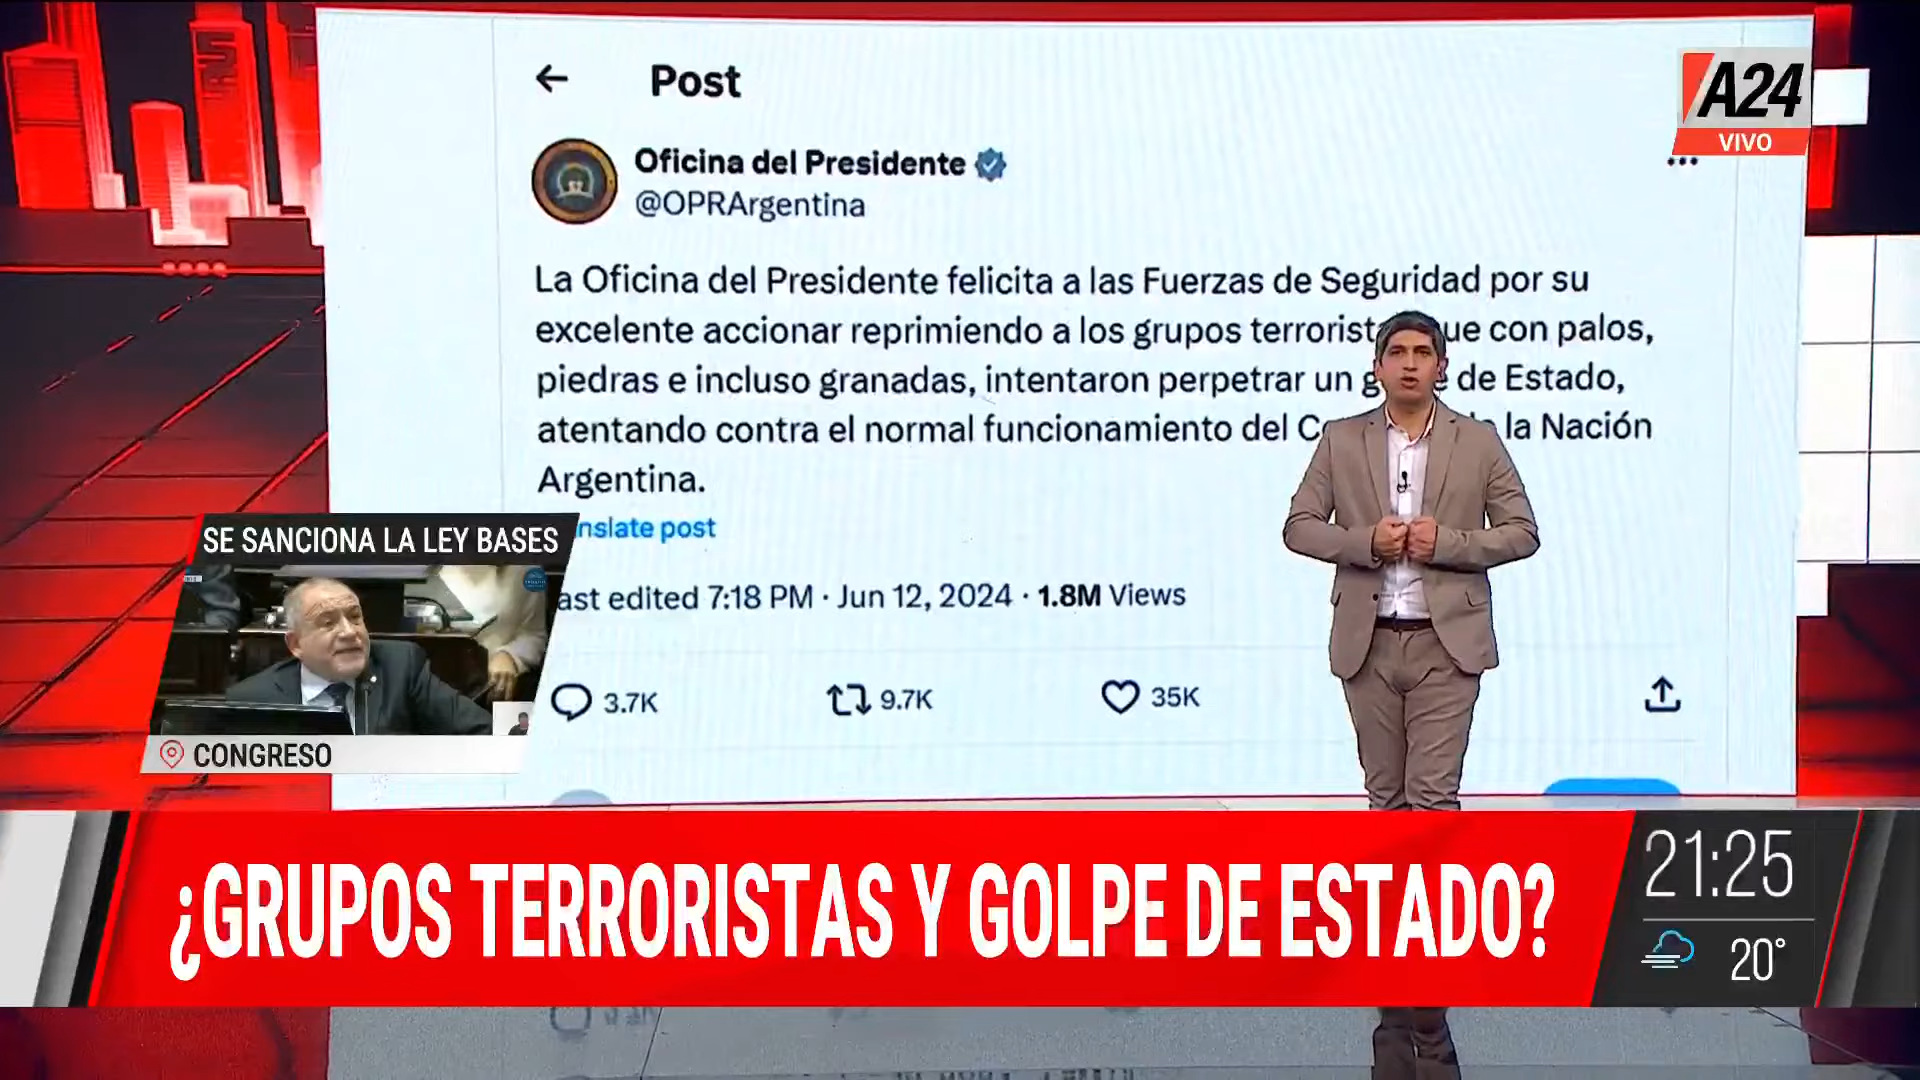 Post
A24
VIVO
Oficina del Presidente
@OPRArgentina
La Oficina del Presidente felicita a las Fuerzas de Seguridad por su
excelente accionar reprimiendo a los grupos terrorist ue con palos,
piedras e incluso granadas, intentaron perpetrar un g e de Estado,
atentando contra el normal funcionamiento del Co la Nación
Argentina.
nslate post
ast edited 7:18 PM · Jun 12, 2024 · 1.8M Views
3.7K 9.7K 35K
SE SANCIONA LA LEY BASES
CONGRESO
¿GRUPOS TERRORISTAS Y GOLPE DE ESTADO?
21:25
20°